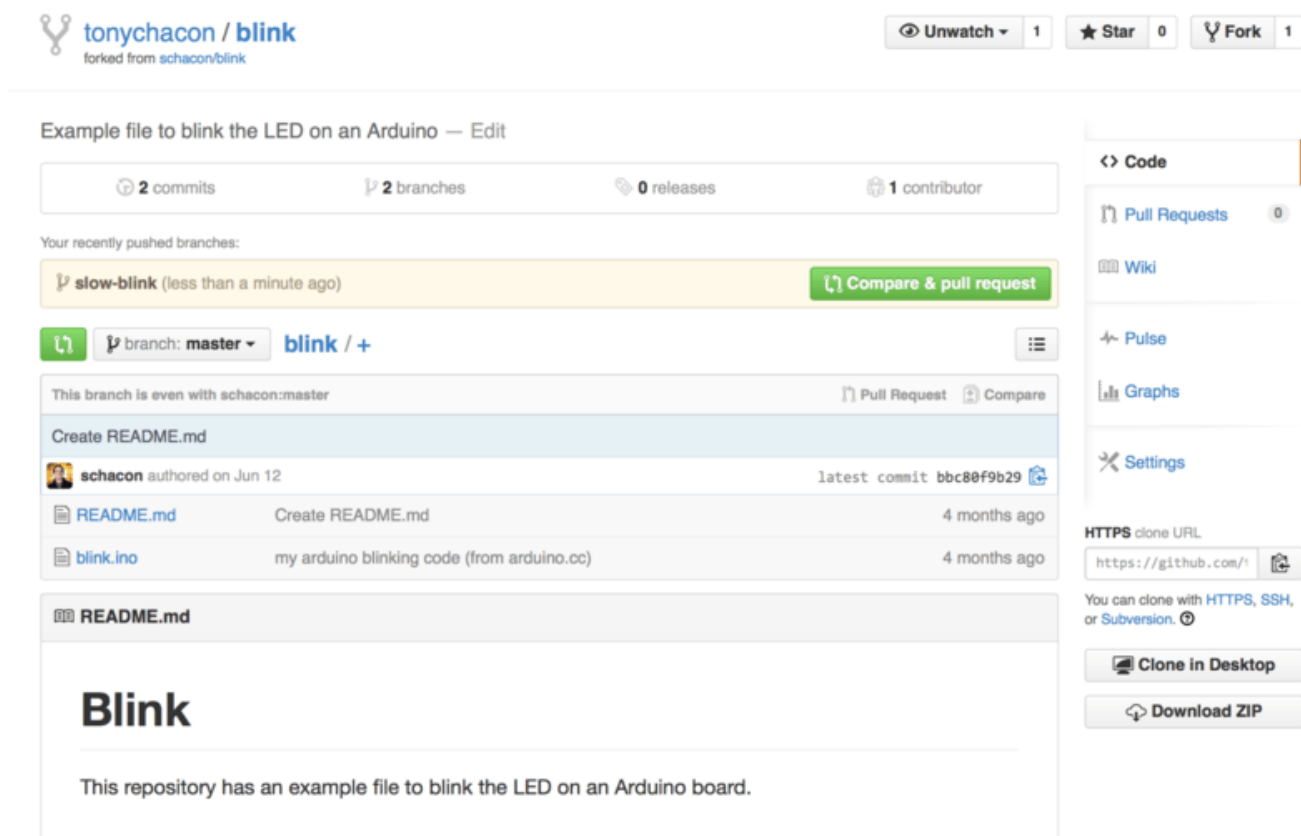 tonychacon / blink
forked from schacon/blink
Unwatch 1 Star 0 Fork 1
Example file to blink the LED on an Arduino — Edit
2 commits 2 branches 0 releases 1 contributor
Your recently pushed branches:
slow-blink (less than a minute ago) Compare & pull request
branch: master blink / +
This branch is even with schacon:master Pull Request Compare
Create README.md
schacon authored on Jun 12 latest commit bbc80f9b29
README.md Create README.md 4 months ago
blink.ino my arduino blinking code (from arduino.cc) 4 months ago
README.md
Blink
This repository has an example file to blink the LED on an Arduino board.
Code
Pull Requests 0
Wiki
Pulse
Graphs
Settings
HTTPS clone URL
https://github.com/
You can clone with HTTPS, SSH,
or Subversion.
Clone in Desktop
Download ZIP